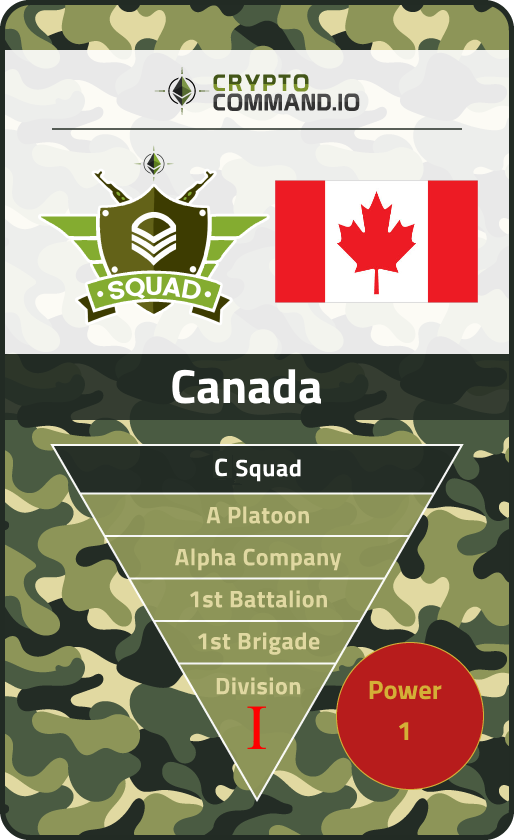 CRYPTO
COMMAND.IO
SQUAD
Canada
C Squad
A Platoon
Alpha Company
1st Battalion
1st Brigade
Division
I
Power
1